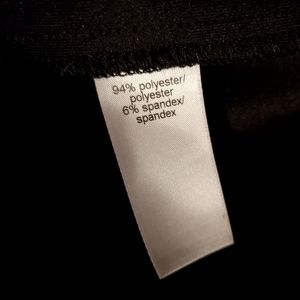 94% polyester/
polyester
6% spandex/
spandex